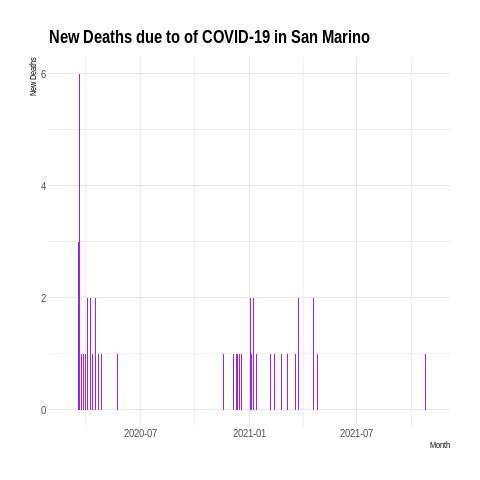 New Deaths due to of COVID-19 in San Marino
New Deaths
6
4
2
0
2020-07
2021-01
2021-07
Month